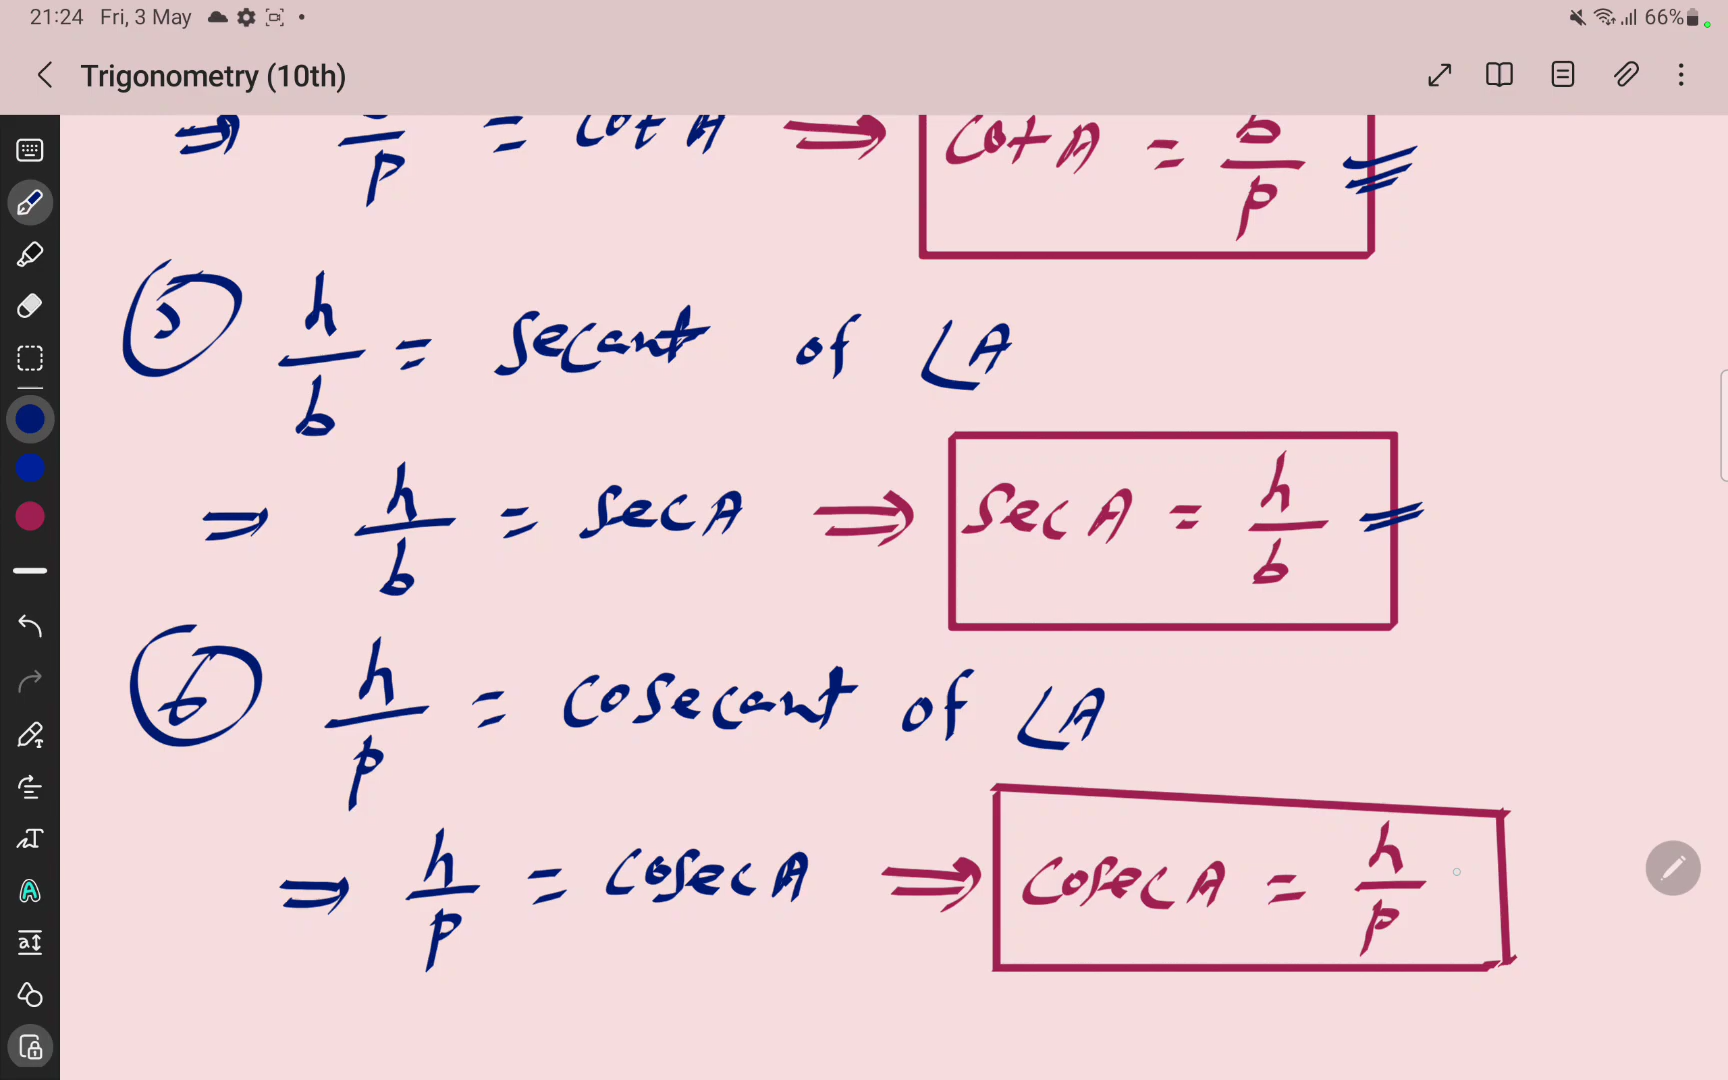 21:24 Fri, 3 May 66%
Trigonometry (10th)
⇒ /p = cot A ⇒ cot A = b/p
⑤ h/b = secant of ∠A
⇒ h/b = sec A ⇒ sec A = h/b
⑥ h/p = cosecant of ∠A
⇒ h/p = cosec A ⇒ cosec A = h/p